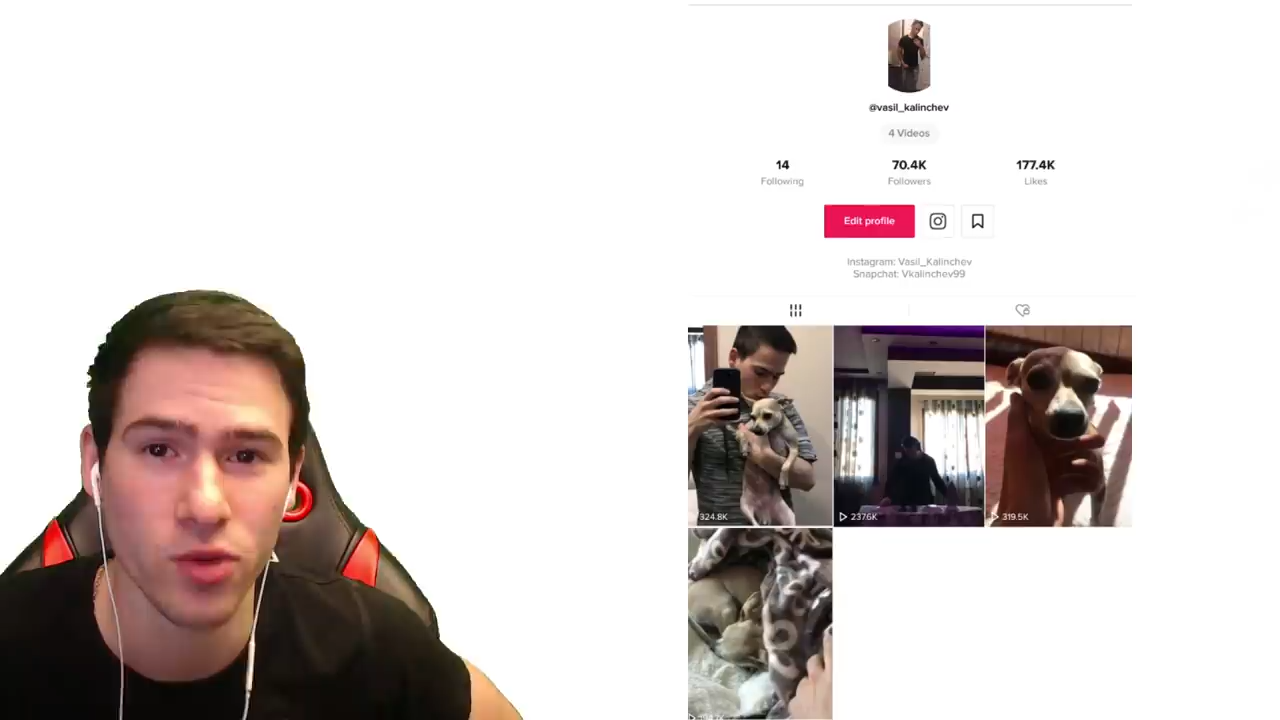 @vasil_kalinchev
4 Videos
14 70.4K 177.4K
Following Followers Likes
Edit profile
Instagram: Vasil_Kalinchev
Snapchat: Vkalinchev99
324.8K 237.6K 319.5K